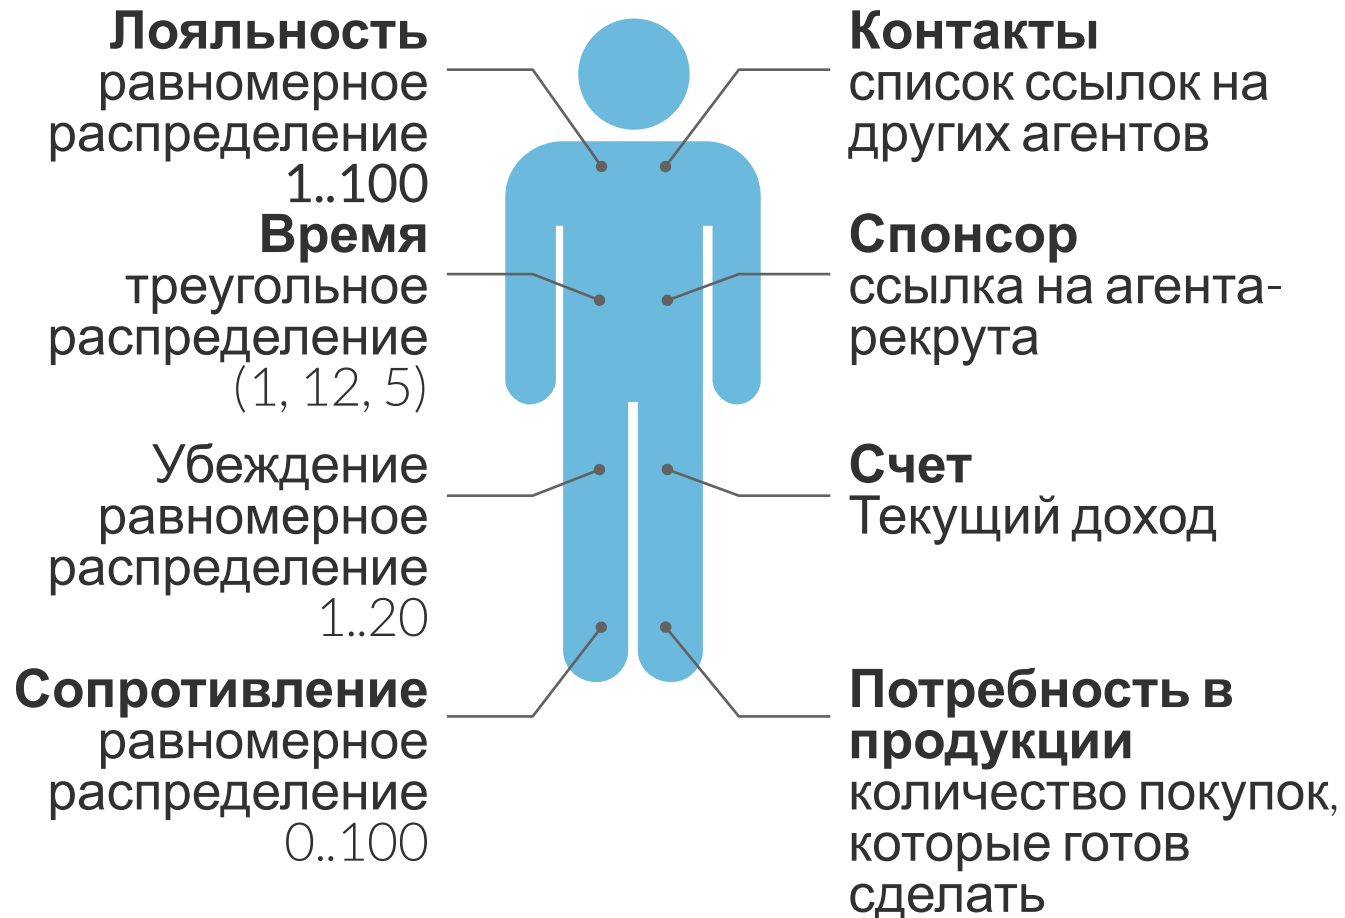 Лояльность
равномерное
распределение
1..100
Время
треугольное
распределение
(1, 12, 5)
Убеждение
равномерное
распределение
1..20
Сопротивление
равномерное
распределение
0..100
Контакты
список ссылок на
других агентов
Спонсор
ссылка на агента-
рекрута
Счет
Текущий доход
Потребность в
продукции
количество покупок,
которые готов
сделать